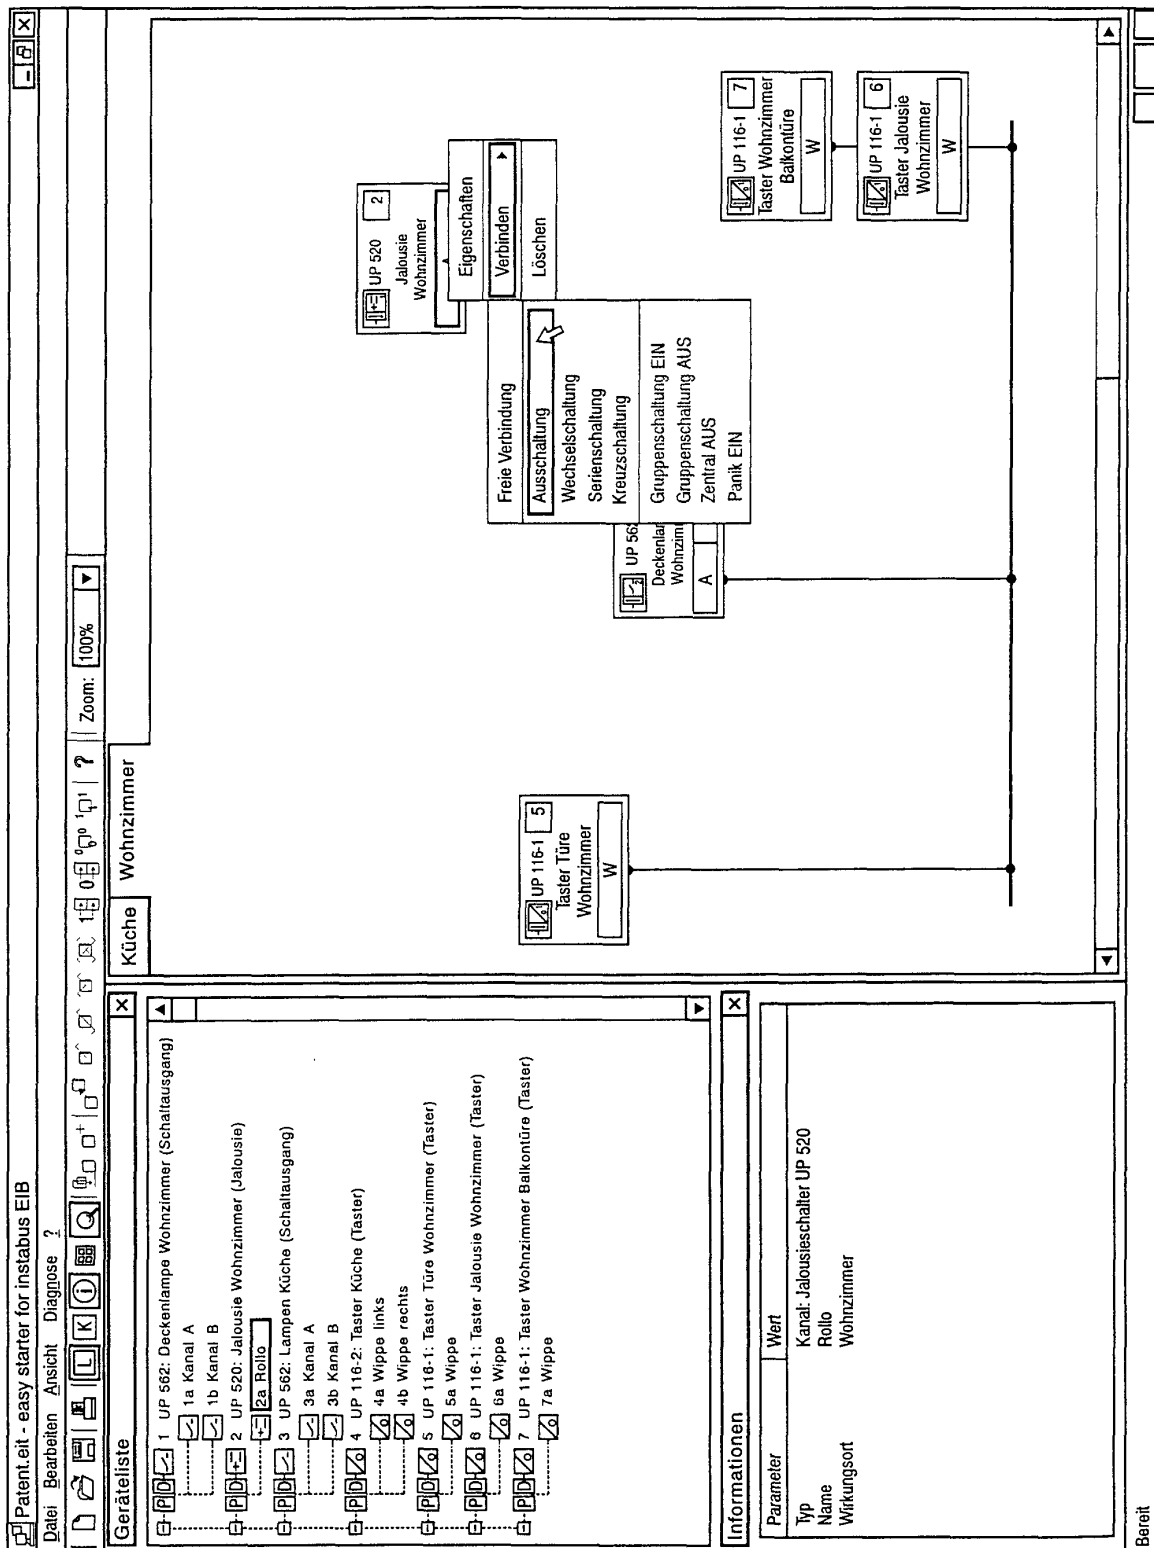 Patent.eit - easy starter for instabus EIB
Datei Bearbeiten Ansicht Diagnose ?
L K i Zoom: 100%
Geräteliste
P D 1 UP 562: Deckenlampe Wohnzimmer (Schaltausgang)
1a Kanal A
1b Kanal B
P D 2 UP 520: Jalousie Wohnzimmer (Jalousie)
2a Rollo
P D 3 UP 562: Lampen Küche (Schaltausgang)
3a Kanal A
3b Kanal B
P D 4 UP 116-2: Taster Küche (Taster)
4a Wippe links
4b Wippe rechts
P D 5 UP 116-1: Taster Türe Wohnzimmer (Taster)
5a Wippe
P D 6 UP 116-1: Taster Jalousie Wohnzimmer (Taster)
6a Wippe
P D 7 UP 116-1: Taster Wohnzimmer Balkontüre (Taster)
7a Wippe
Informationen
Parameter Wert
Typ Kanal: Jalousieschalter UP 520
Name Rollo
Wirkungsort Wohnzimmer
Küche Wohnzimmer
UP 520 2
Jalousie
Wohnzimmer
Eigenschaften
Verbinden
Löschen
Freie Verbindung
Ausschaltung
Wechselschaltung
Serienschaltung
Kreuzschaltung
Gruppenschaltung EIN
Gruppenschaltung AUS
Zentral AUS
Panik EIN
UP 116-1 5
Taster Türe
Wohnzimmer
W
UP 562
Deckenlam
Wohnzim
A
UP 116-1 7
Taster Wohnzimmer
Balkontüre
W
UP 116-1 6
Taster Jalousie
Wohnzimmer
W
Bereit